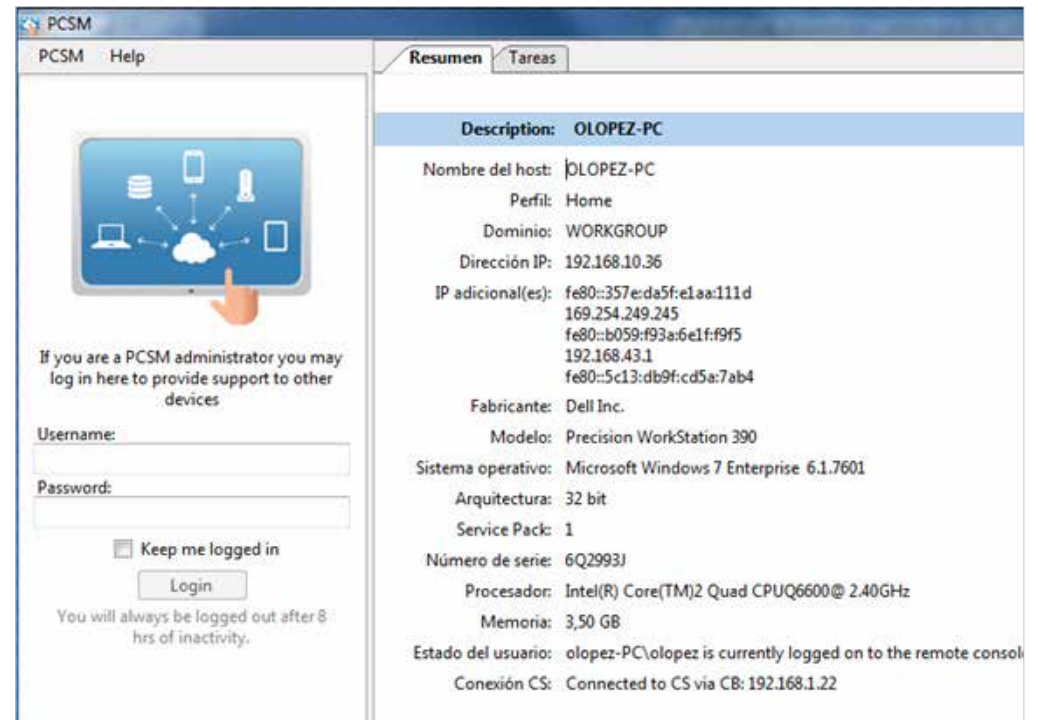 PCSM
PCSM Help
Resumen Tareas
Description: OLOPEZ-PC
Nombre del host: OLOPEZ-PC
Perfil: Home
Dominio: WORKGROUP
Dirección IP: 192.168.10.36
IP adicional(es): fe80::357e:da5f:e1aa:111d
169.254.249.245
fe80::b059:f93a:6e1f:f9f5
192.168.43.1
fe80::5c13:db9f:cd5a:7ab4
Fabricante: Dell Inc.
Modelo: Precision WorkStation 390
Sistema operativo: Microsoft Windows 7 Enterprise 6.1.7601
Arquitectura: 32 bit
Service Pack: 1
Número de serie: 6Q2993J
Procesador: Intel(R) Core(TM)2 Quad CPUQ6600@ 2.40GHz
Memoria: 3,50 GB
Estado del usuario: olopez-PC\olopez is currently logged on to the remote consol
Conexión CS: Connected to CS via CB: 192.168.1.22
If you are a PCSM administrator you may
log in here to provide support to other
devices
Username:
Password:
Keep me logged in
Login
You will always be logged out after 8
hrs of inactivity.